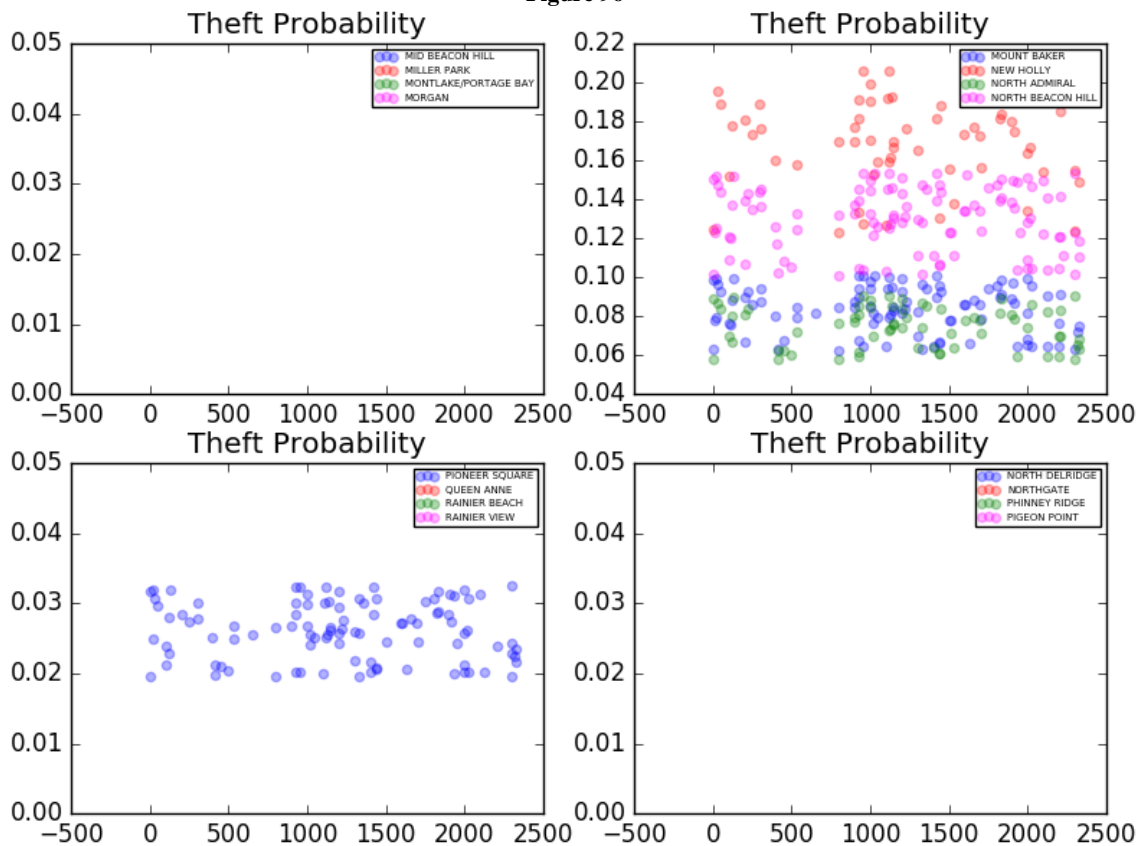 Theft Probability
0.05
0.04
0.03
0.02
0.01
0.00
−500 0 500 1000 1500 2000 2500
MID BEACON HILL
MILLER PARK
MONTLAKE/PORTAGE BAY
MORGAN
Theft Probability
0.22
0.20
0.18
0.16
0.14
0.12
0.10
0.08
0.06
0.04
−500 0 500 1000 1500 2000 2500
MOUNT BAKER
NEW HOLLY
NORTH ADMIRAL
NORTH BEACON HILL
Theft Probability
0.05
0.04
0.03
0.02
0.01
0.00
−500 0 500 1000 1500 2000 2500
PIONEER SQUARE
QUEEN ANNE
RAINIER BEACH
RAINIER VIEW
Theft Probability
0.05
0.04
0.03
0.02
0.01
0.00
−500 0 500 1000 1500 2000 2500
NORTH DELRIDGE
NORTHGATE
PHINNEY RIDGE
PIGEON POINT